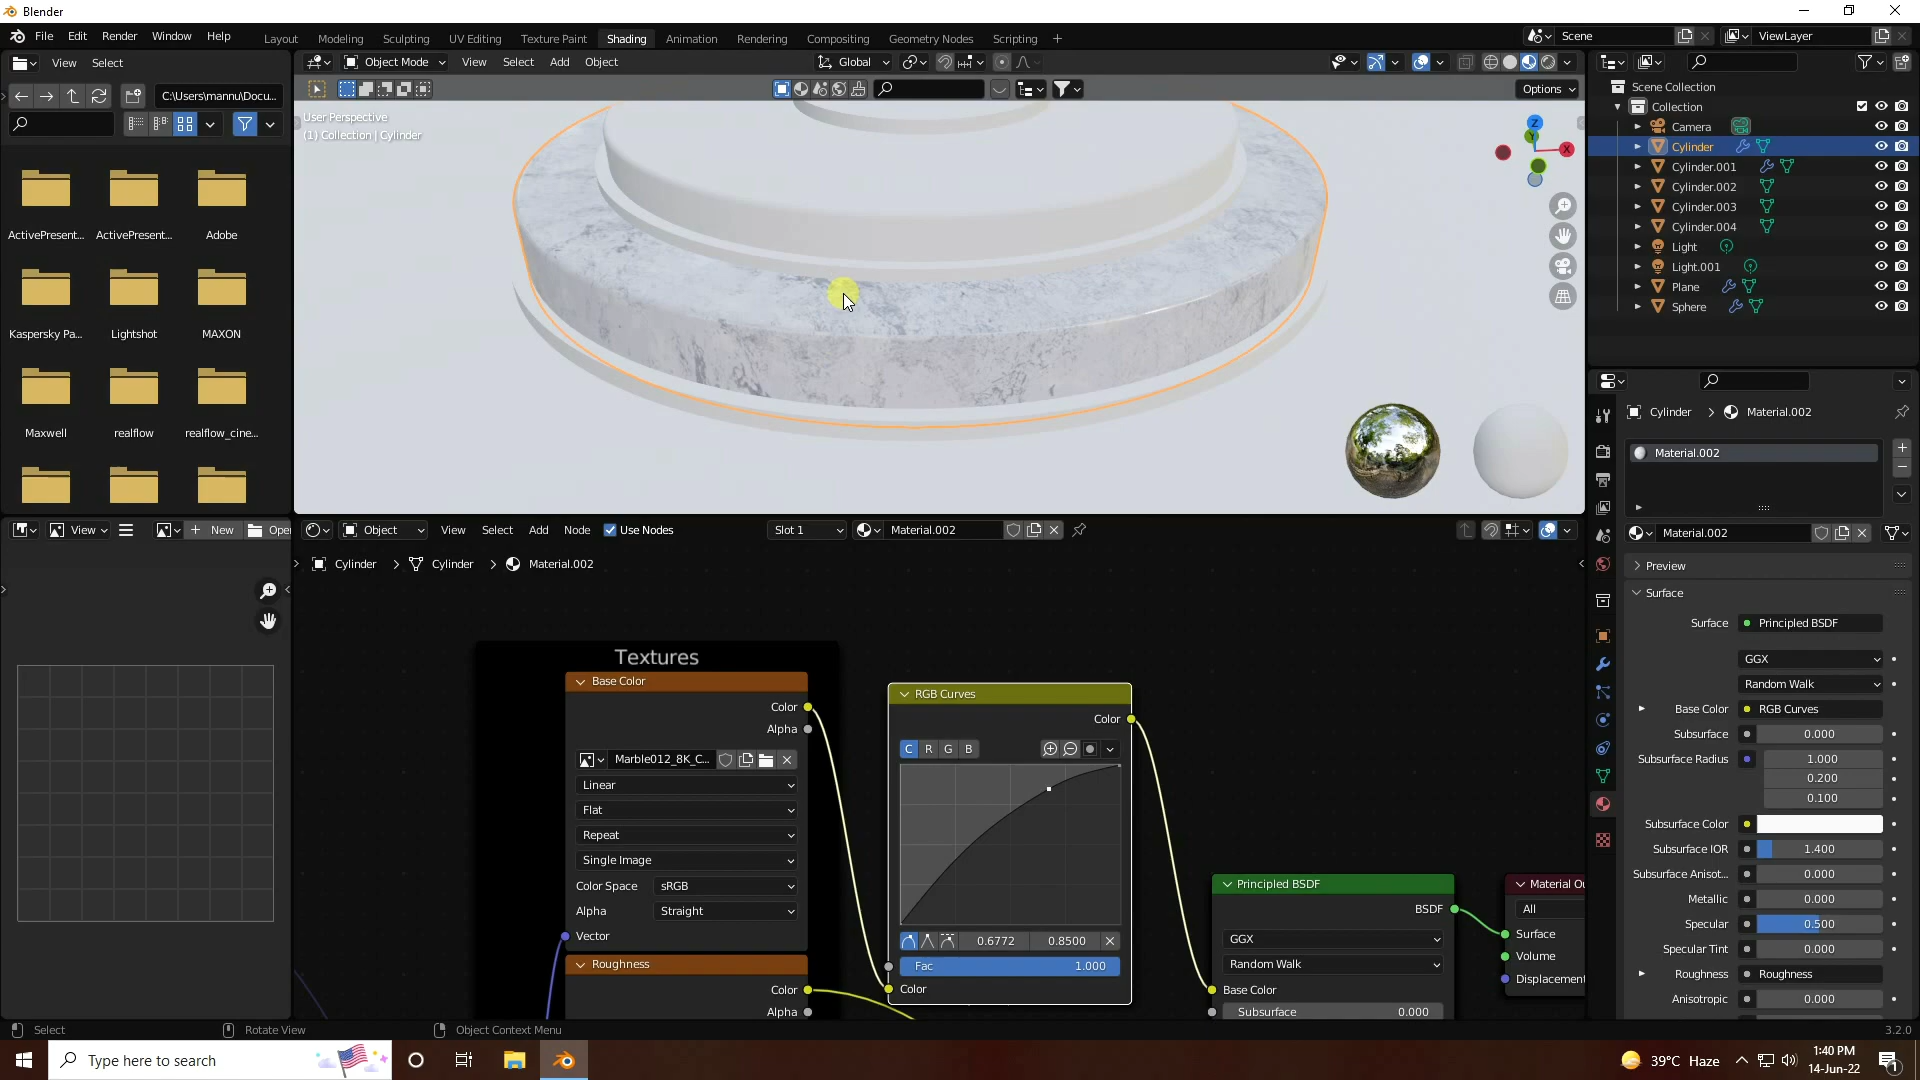 Blender
File Edit Render Window Help
Layout Modeling Sculpting UV Editing Texture Paint Shading Animation Rendering Compositing Geometry Nodes Scripting +
Scene
ViewLayer
View Select
Object Mode View Select Add Object
Global
C:\Users\mannu\Docu...
Options
User Perspective
(1) Collection | Cylinder
Z
Y
X
ActivePresent... ActivePresent... Adobe
Kaspersky Pa... Lightshot MAXON
Maxwell realflow realflow_cine...
Scene Collection
Collection
Camera
Cylinder
Cylinder.001
Cylinder.002
Cylinder.003
Cylinder.004
Light
Light.001
Plane
Sphere
Cylinder > Material.002
Material.002
Material.002
Preview
Surface
Surface Principled BSDF
GGX
Random Walk
Base Color RGB Curves
Subsurface 0.000
Subsurface Radius 1.000
0.200
0.100
Subsurface Color
Subsurface IOR 1.400
Subsurface Anisot... 0.000
Metallic 0.000
Specular 0.500
Specular Tint 0.000
Roughness Roughness
Anisotropic 0.000
View
New
Ope
Object View Select Add Node Use Nodes
Slot 1
Material.002
Cylinder > Cylinder > Material.002
Textures
Base Color
Color
Alpha
Marble012_8K_C...
Linear
Flat
Repeat
Single Image
Color Space sRGB
Alpha Straight
Vector
Roughness
Color
Alpha
RGB Curves
Color
C R G B
0.6772 0.8500
Fac 1.000
Color
Principled BSDF
BSDF
GGX
Random Walk
Base Color
Subsurface 0.000
Material Ou
All
Surface
Volume
Displacement
Select
Rotate View
Object Context Menu
3.2.0
Type here to search
39°C Haze
1:40 PM
14-Jun-22
1